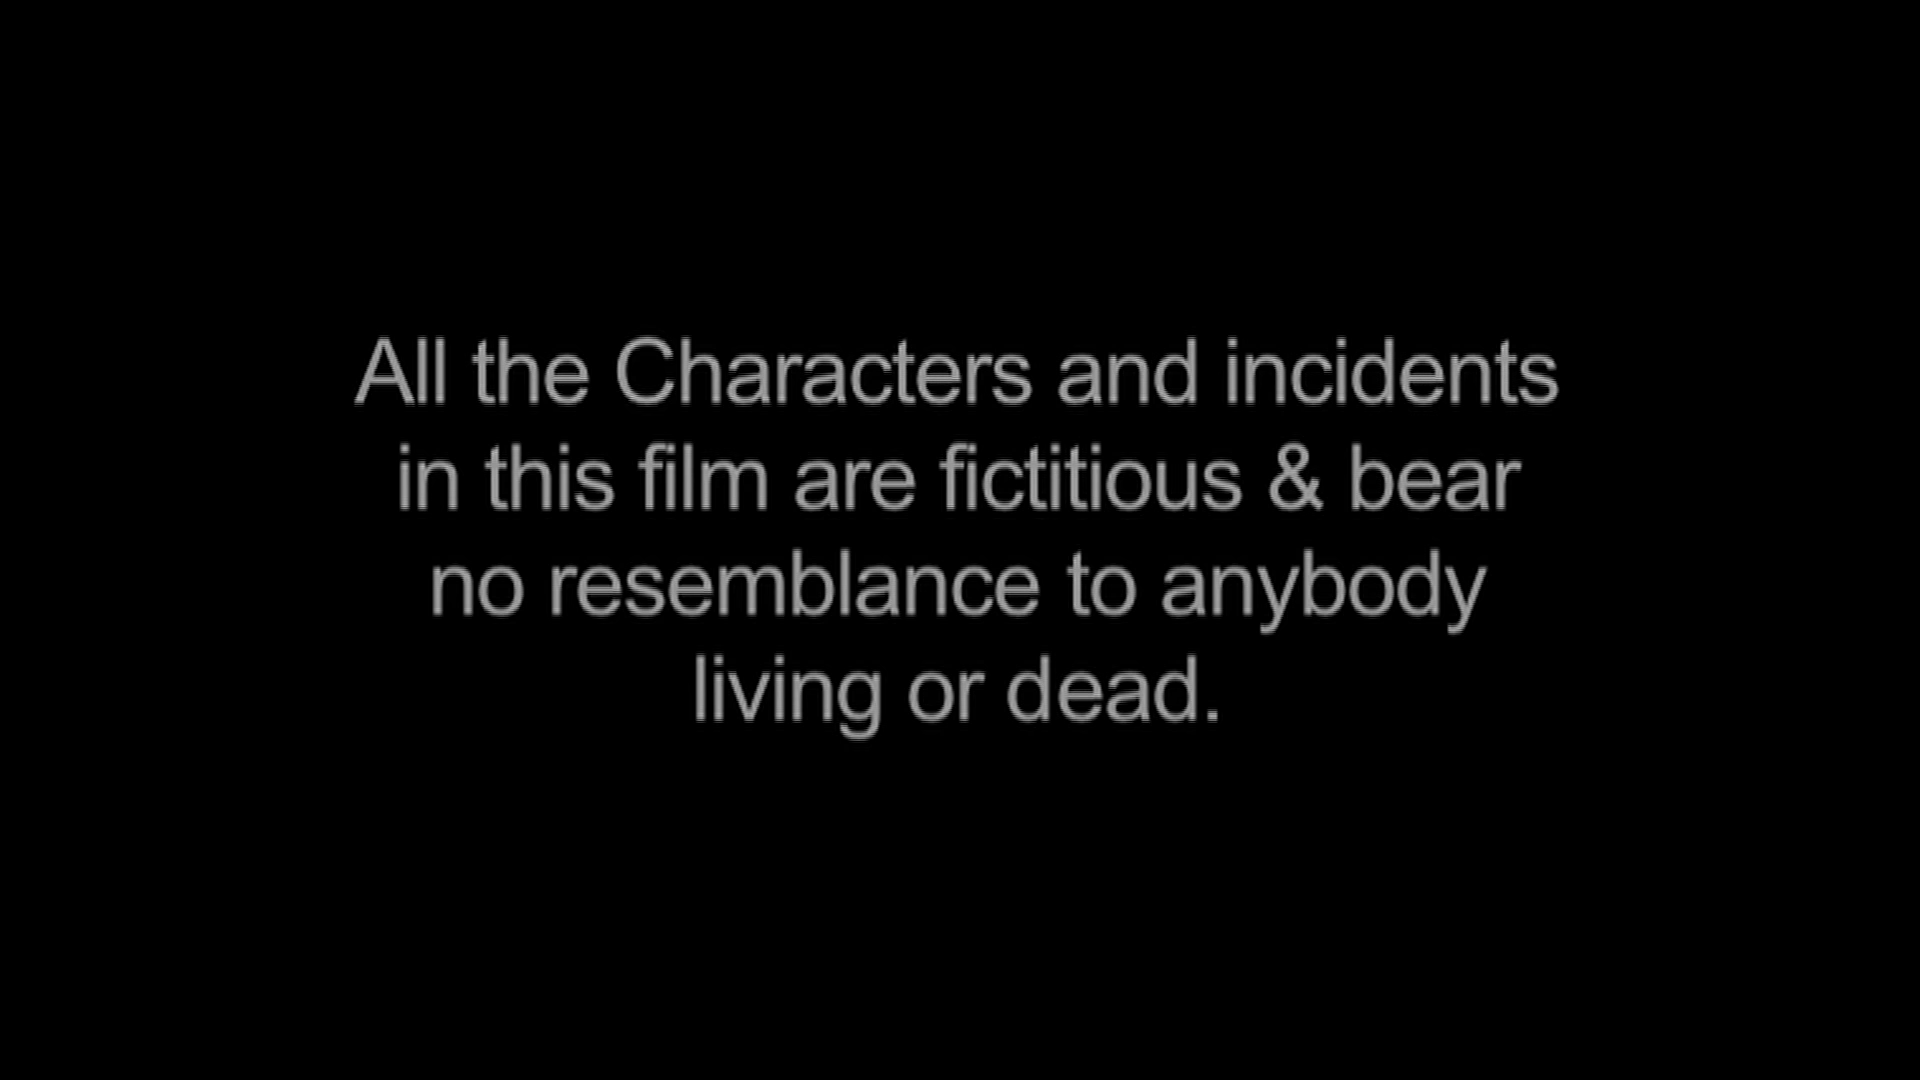 All the Characters and incidents
in this film are fictitious & bear
no resemblance to anybody
living or dead.